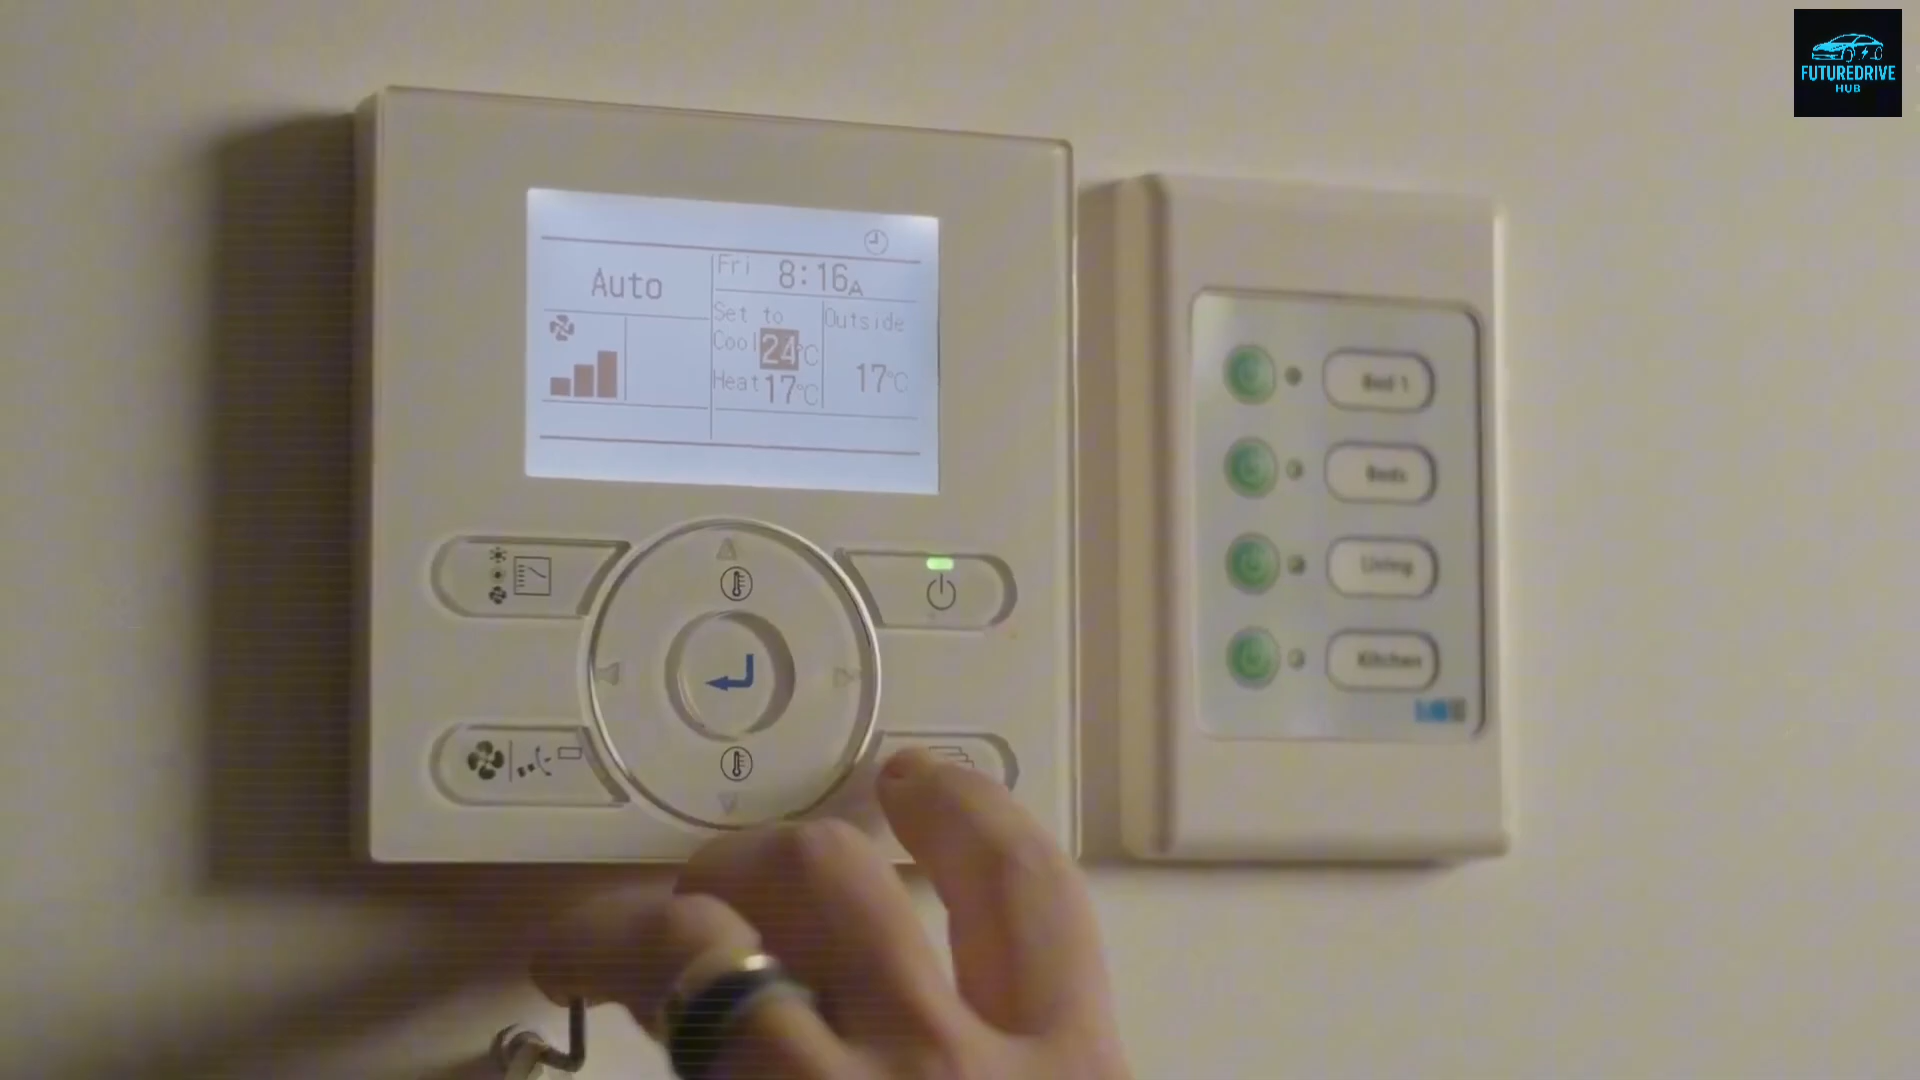 FUTUREDRIVE
HUB
Auto
Fri 8:16A
Set to
Cool 24°C
Heat 17°C
Outside
17°C
Bed 1
Beds
Living
Kitchen